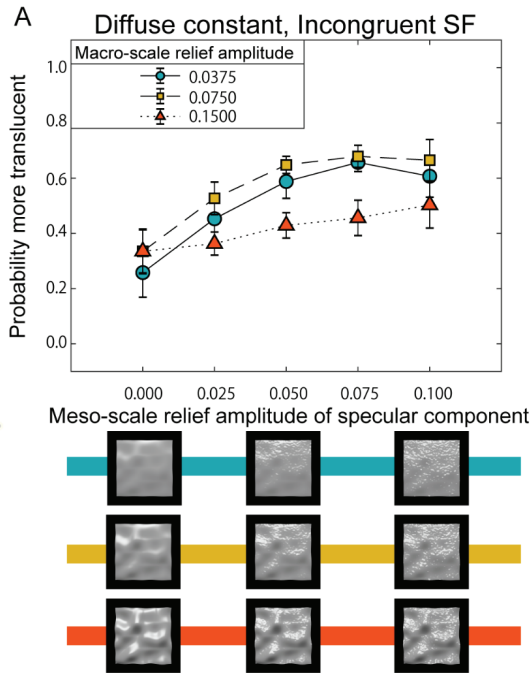 A
Diffuse constant, Incongruent SF
Macro-scale relief amplitude
0.0375
0.0750
0.1500
Probability more translucent
1.0
0.8
0.6
0.4
0.2
0.0
0.000 0.025 0.050 0.075 0.100
Meso-scale relief amplitude of specular component